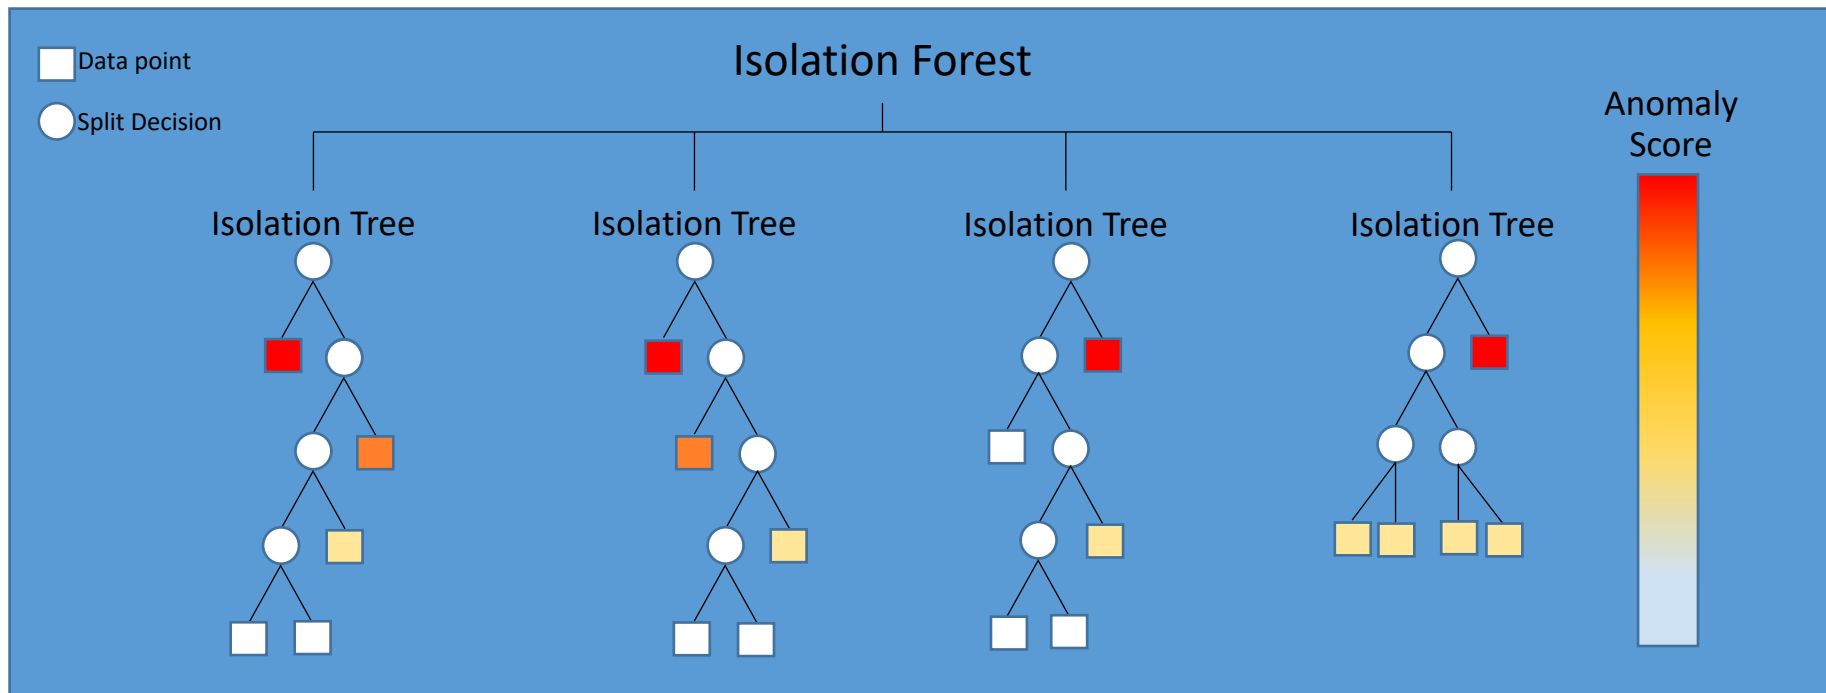 Data point
Split Decision
Isolation Forest
Anomaly
Score
Isolation Tree
Isolation Tree
Isolation Tree
Isolation Tree